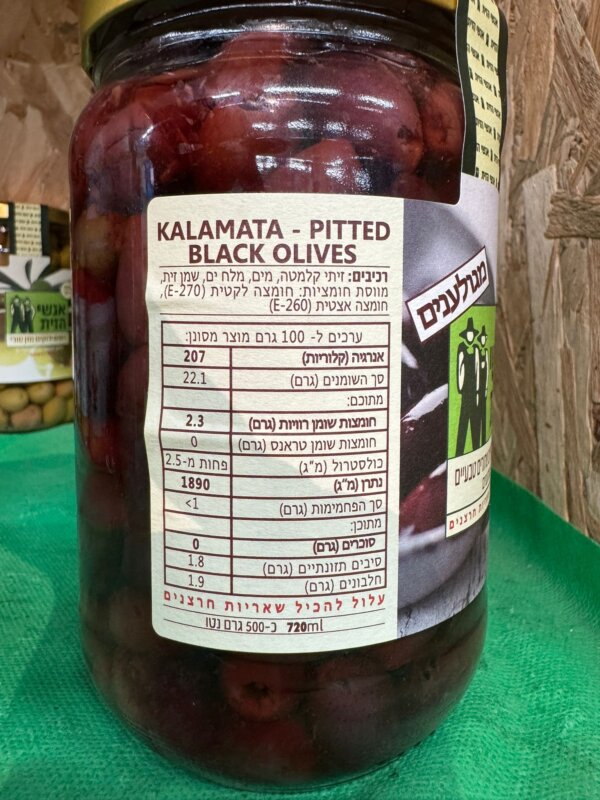 KALAMATA - PITTED
BLACK OLIVES
רכיבים: זיתי קלמטה, מים, מלח ים, שמן זית,
מווסת חומציות: חומצה לקטית (E-270),
חומצה אצטית (E-260)
ערכים ל- 100 גרם מוצר מסונן:
אנרגיה (קלוריות) 207
סך השומנים (גרם) 22.1
מתוכם:
חומצות שומן רוויות (גרם) 2.3
חומצות שומן טראנס (גרם) 0
כולסטרול (מ"ג) פחות מ-2.5
נתרן (מ"ג) 1890
סך הפחמימות (גרם) <1
מתוכן:
סוכרים (גרם) 0
סיבים תזונתיים (גרם) 1.8
חלבונים (גרם) 1.9
עלול להכיל שאריות חרצנים
720ml כ-500 גרם נטו
מגולענים
טבעיים
חרצנים
אנשי
הזית